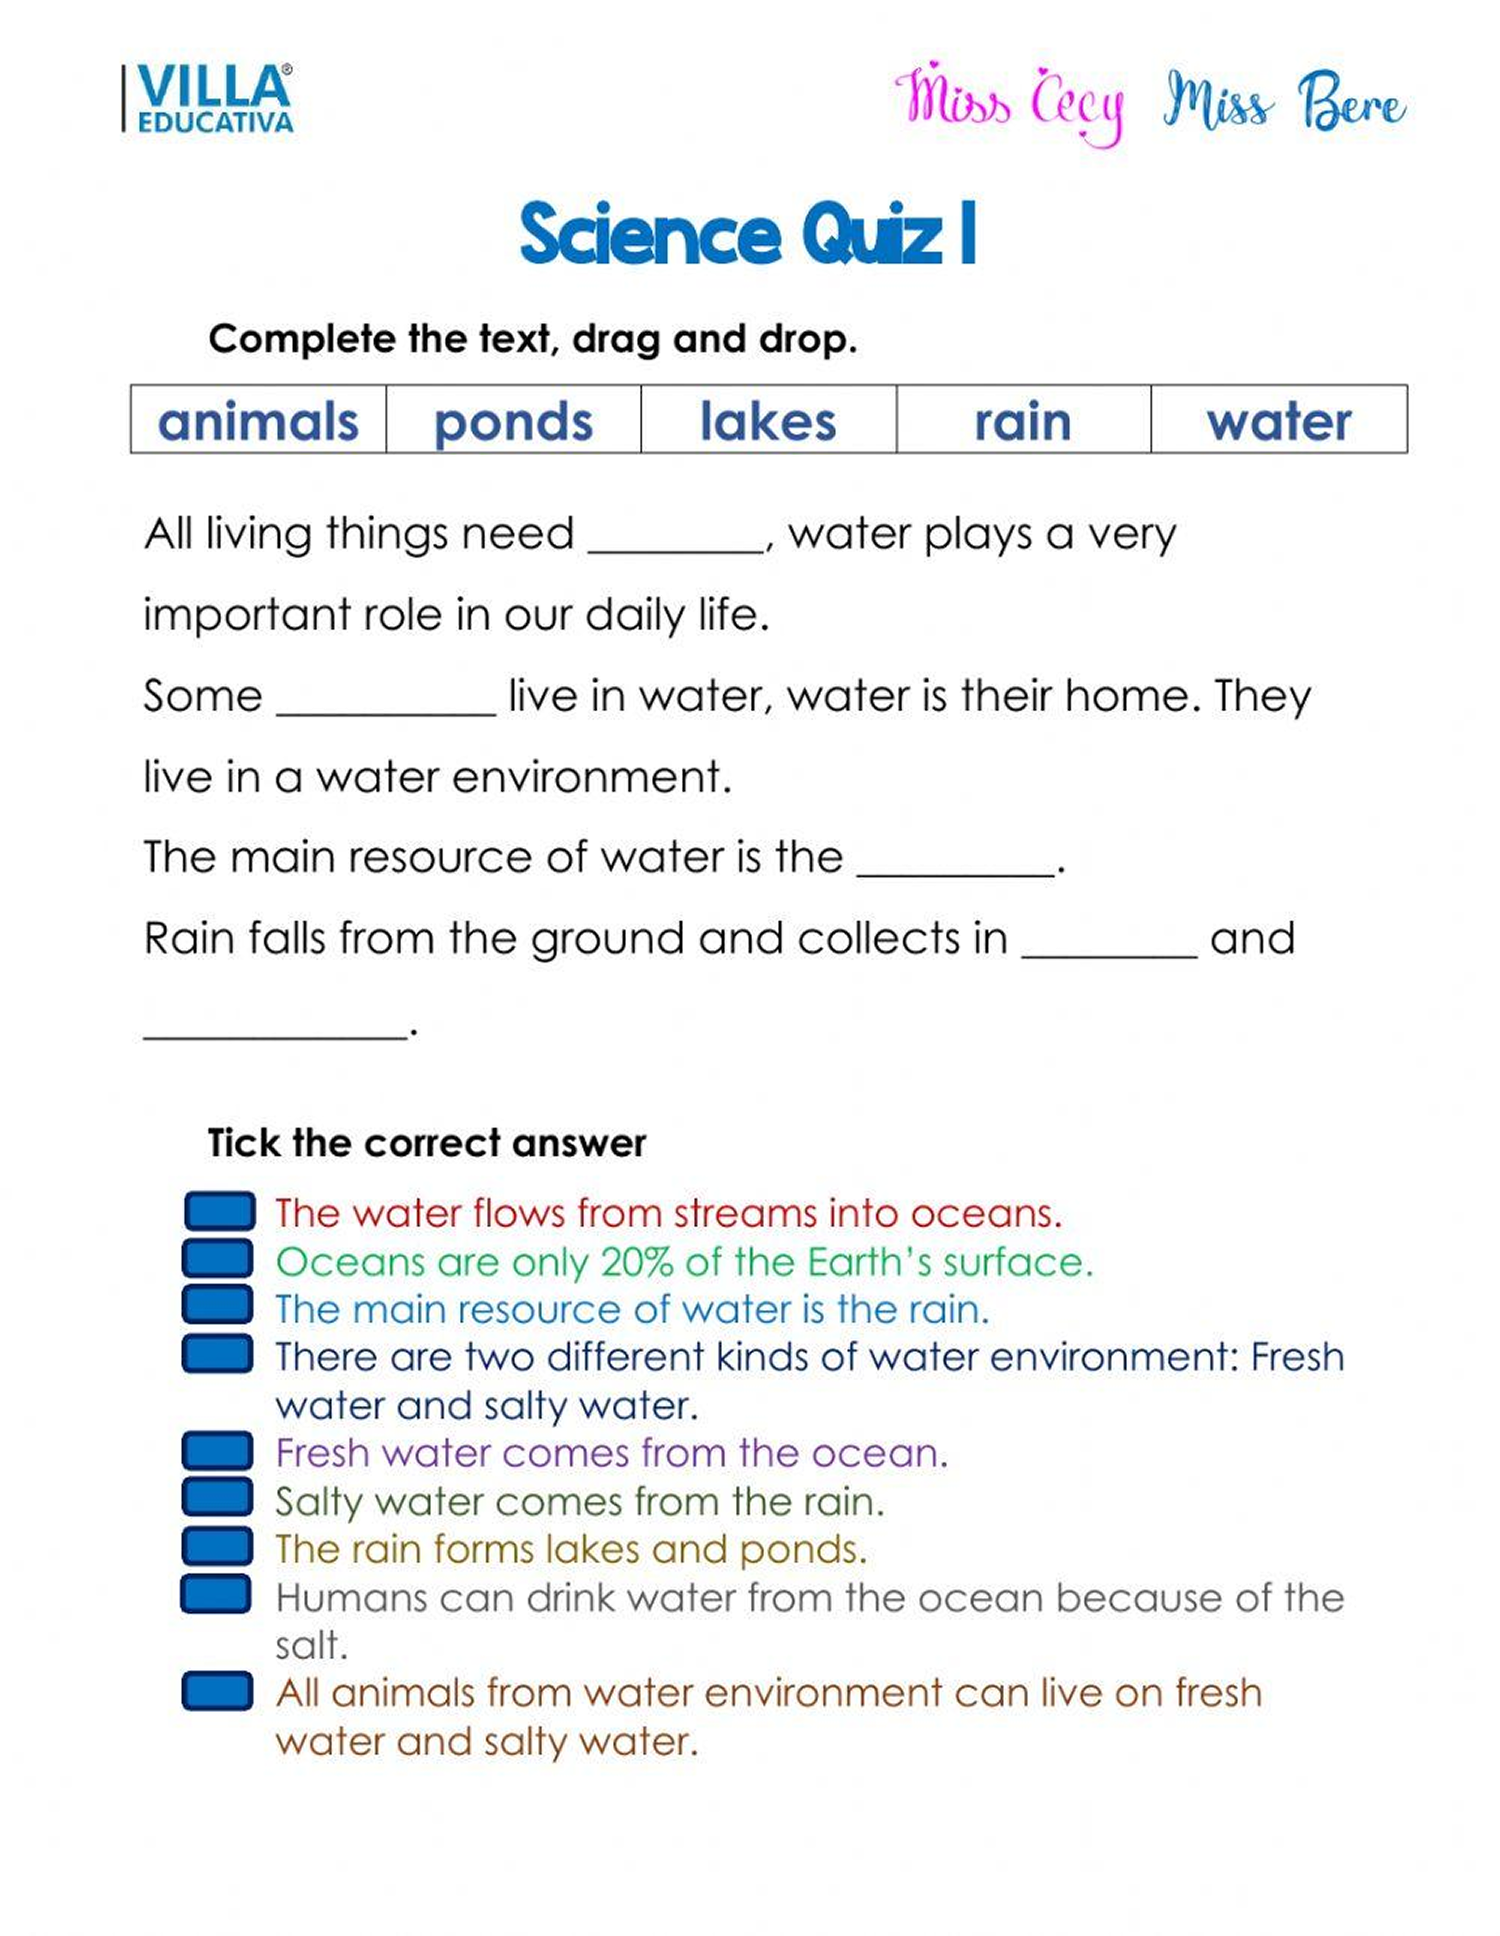 VILLA®
EDUCATIVA
Miss Cecy Miss Bere
Science Quiz 1
Complete the text, drag and drop.
animals ponds lakes rain water
All living things need ________, water plays a very
important role in our daily life.
Some __________ live in water, water is their home. They
live in a water environment.
The main resource of water is the _________.
Rain falls from the ground and collects in ________ and
____________.
Tick the correct answer
The water flows from streams into oceans.
Oceans are only 20% of the Earth's surface.
The main resource of water is the rain.
There are two different kinds of water environment: Fresh
water and salty water.
Fresh water comes from the ocean.
Salty water comes from the rain.
The rain forms lakes and ponds.
Humans can drink water from the ocean because of the
salt.
All animals from water environment can live on fresh
water and salty water.